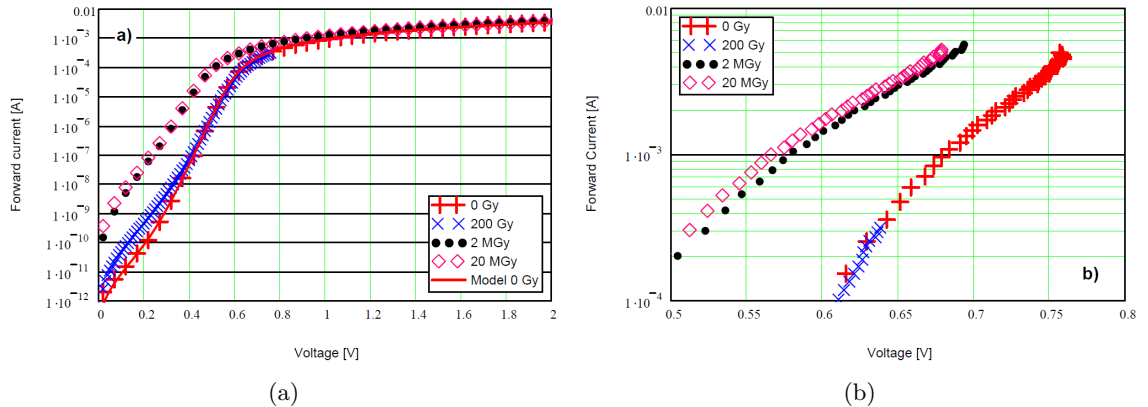 0.01
1·10⁻³
1·10⁻⁴
1·10⁻⁵
1·10⁻⁶
1·10⁻⁷
1·10⁻⁸
1·10⁻⁹
1·10⁻¹⁰
1·10⁻¹¹
1·10⁻¹²
Forward Current [A]
a)
0 Gy
200 Gy
2 MGy
20 MGy
Model 0 Gy
0 0.2 0.4 0.6 0.8 1 1.2 1.4 1.6 1.8 2
Voltage [V]
(a)
0.01
1·10⁻³
1·10⁻⁴
Forward Current [A]
0 Gy
200 Gy
2 MGy
20 MGy
b)
0.5 0.55 0.6 0.65 0.7 0.75 0.8
Voltage [V]
(b)